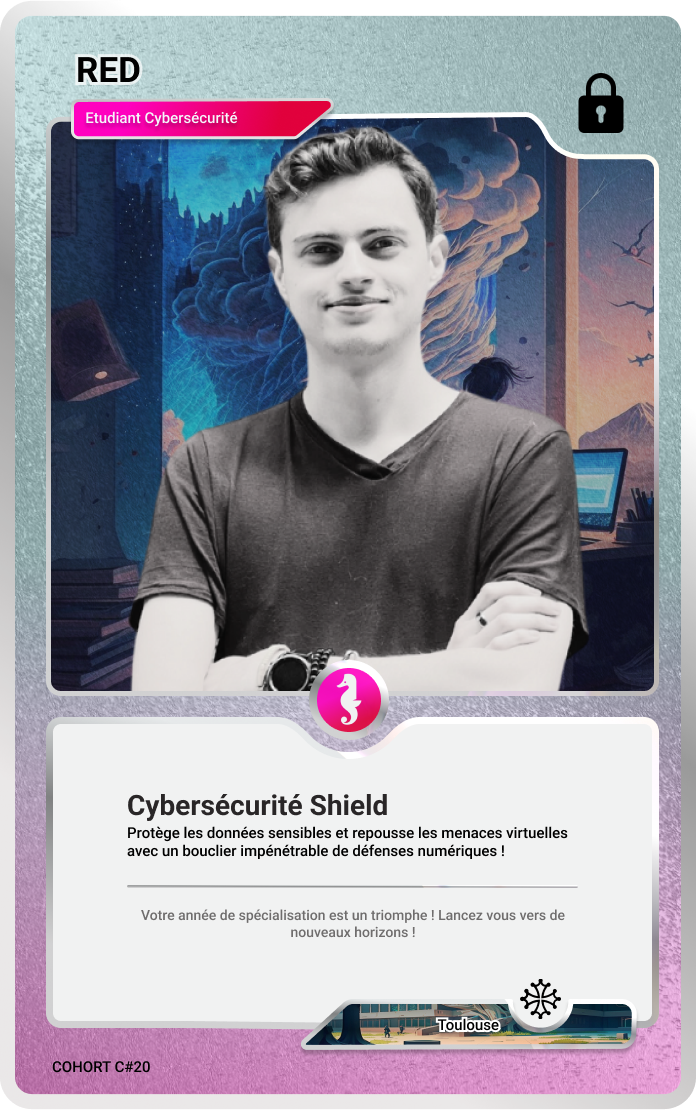 RED
Etudiant Cybersécurité
Cybersécurité Shield
Protège les données sensibles et repousse les menaces virtuelles
avec un bouclier impénétrable de défenses numériques !
Votre année de spécialisation est un triomphe ! Lancez vous vers de
nouveaux horizons !
Toulouse
COHORT C#20